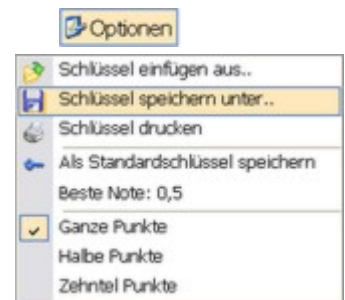 Optionen
Schlüssel einfügen aus..
Schlüssel speichern unter..
Schlüssel drucken
Als Standardschlüssel speichern
Beste Note: 0,5
Ganze Punkte
Halbe Punkte
Zehntel Punkte